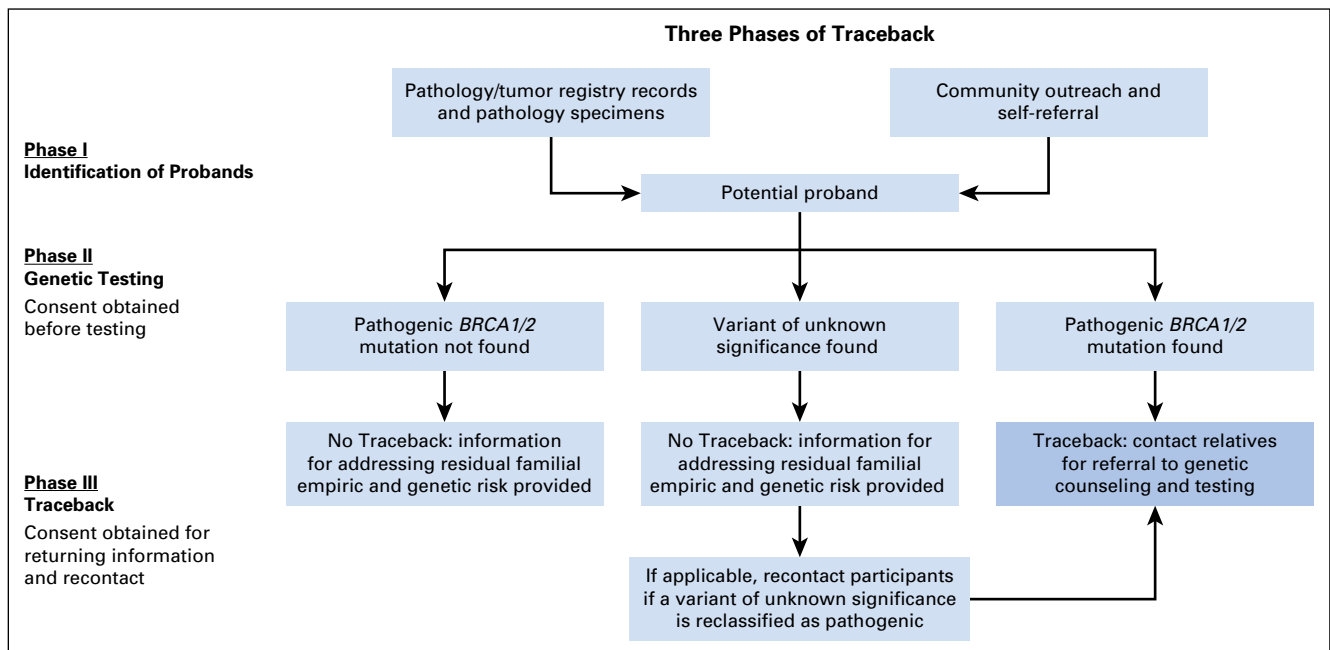 Three Phases of Traceback
Pathology/tumor registry records
and pathology specimens
Community outreach and
self-referral
Phase I
Identification of Probands
Potential proband
Phase II
Genetic Testing
Consent obtained
before testing
Pathogenic BRCA1/2
mutation not found
Variant of unknown
significance found
Pathogenic BRCA1/2
mutation found
No Traceback: information
for addressing residual familial
empiric and genetic risk provided
No Traceback: information for
addressing residual familial
empiric and genetic risk provided
Traceback: contact relatives
for referral to genetic
counseling and testing
Phase III
Traceback
Consent obtained for
returning information
and recontact
If applicable, recontact participants
if a variant of unknown significance
is reclassified as pathogenic